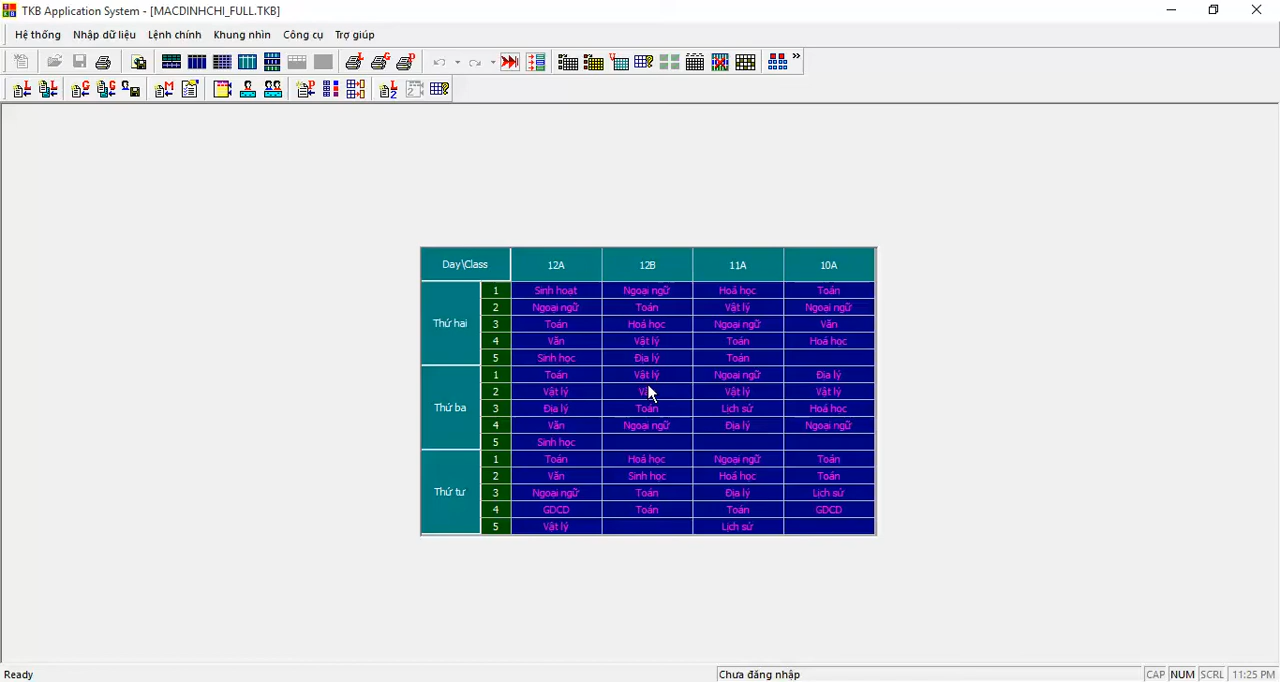 TKB Application System - [MACDINHCHI_FULL.TKB]
Hệ thống Nhập dữ liệu Lệnh chính Khung nhìn Công cụ Trợ giúp
Day\Class 12A 12B 11A 10A
Thứ hai
1 Sinh hoạt Ngoại ngữ Hoá học Toán
2 Ngoại ngữ Toán Vật lý Ngoại ngữ
3 Toán Hoá học Ngoại ngữ Văn
4 Văn Vật lý Toán Hoá học
5 Sinh học Địa lý Toán
Thứ ba
1 Toán Vật lý Ngoại ngữ Địa lý
2 Vật lý Vật lý Vật lý
3 Địa lý Toán Lịch sử Hoá học
4 Văn Ngoại ngữ Địa lý Ngoại ngữ
5 Sinh học
Thứ tư
1 Toán Hoá học Ngoại ngữ Toán
2 Văn Sinh học Hoá học Toán
3 Ngoại ngữ Toán Địa lý Lịch sử
4 GDCD Toán Toán GDCD
5 Vật lý Lịch sử
Ready Chưa đăng nhập CAP NUM SCRL 11:25 PM